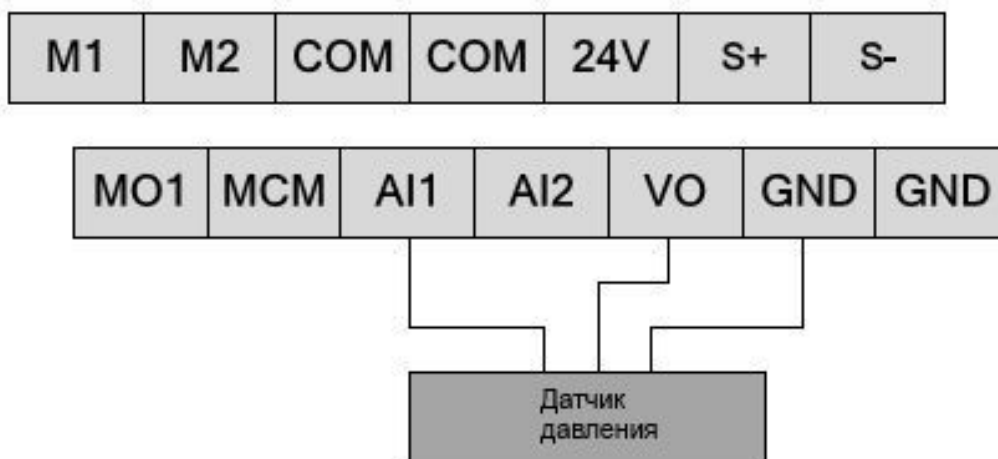 M1 M2 COM COM 24V S+ S-
MO1 MCM AI1 AI2 VO GND GND
Датчик
давления